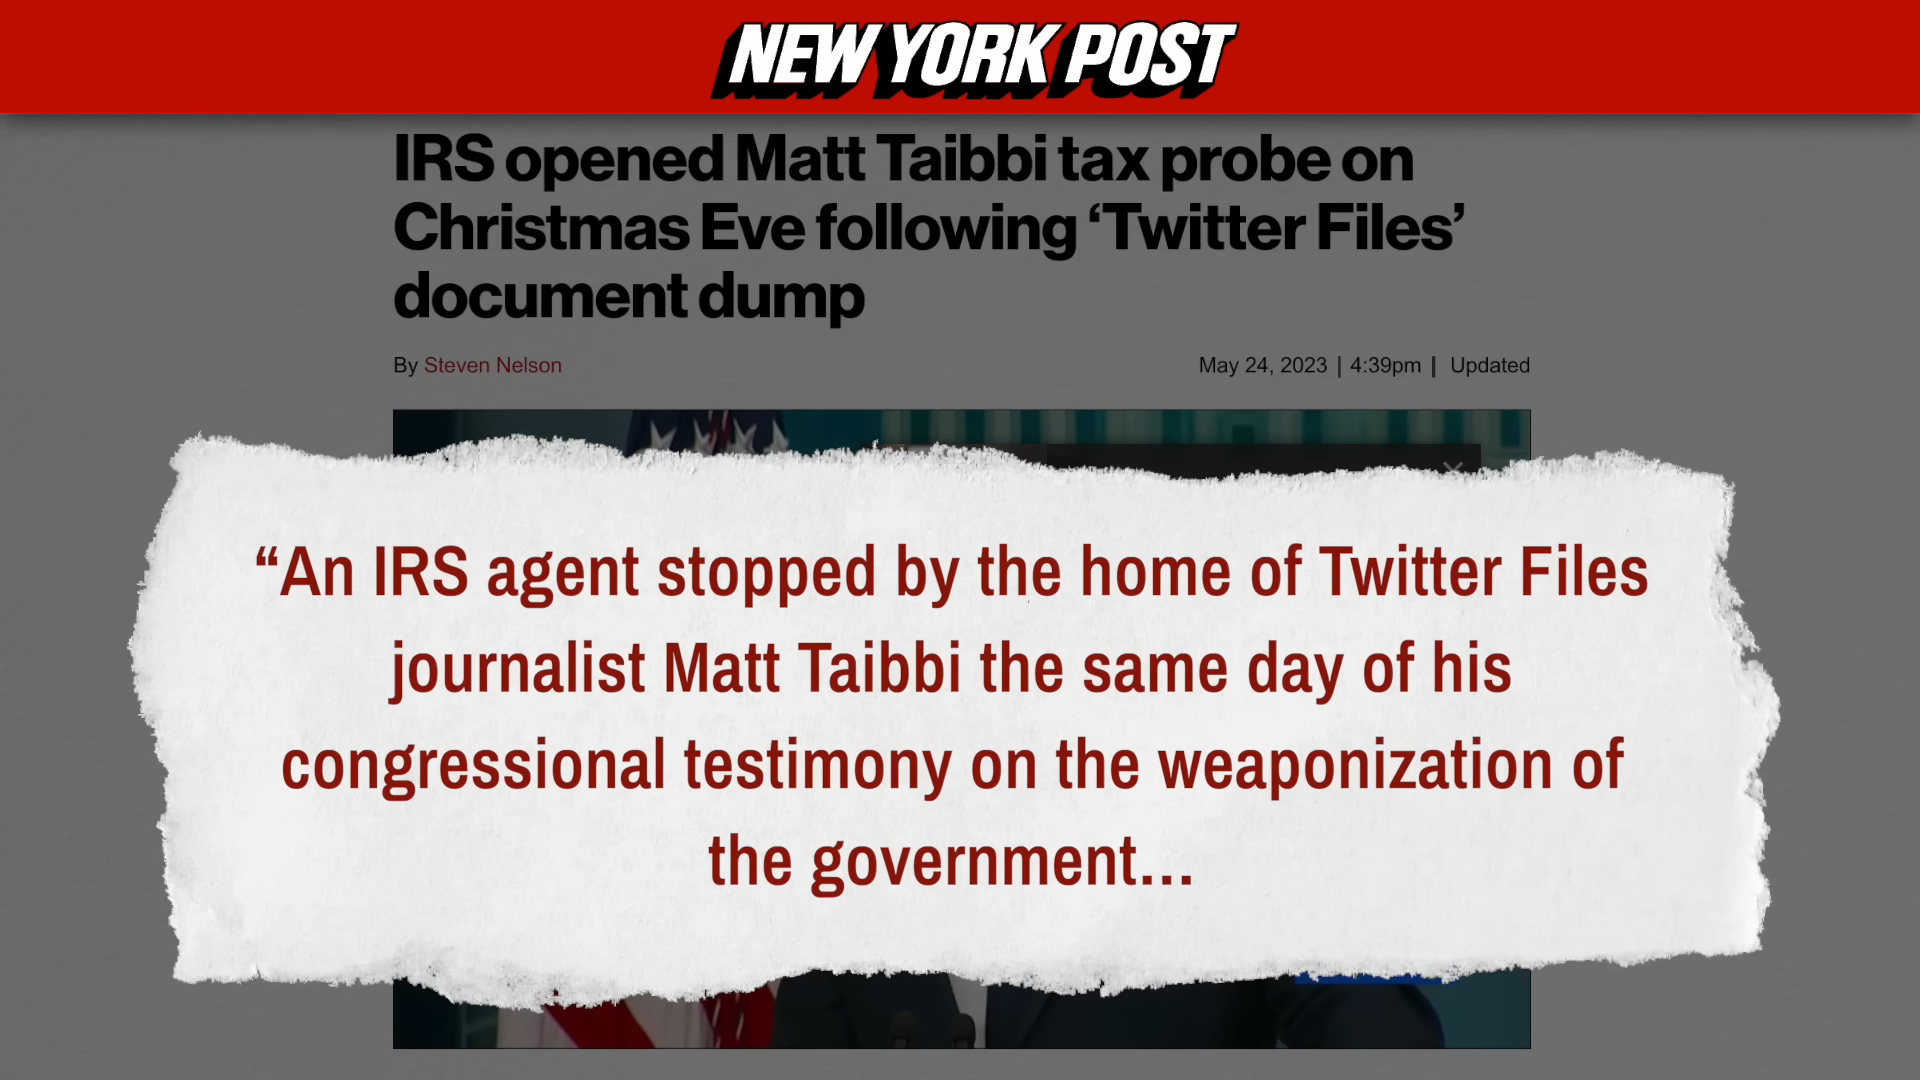 NEW YORK POST
IRS opened Matt Taibbi tax probe on
Christmas Eve following ‘Twitter Files’
document dump
By Steven Nelson
May 24, 2023 | 4:39pm | Updated
“An IRS agent stopped by the home of Twitter Files
journalist Matt Taibbi the same day of his
congressional testimony on the weaponization of
the government...